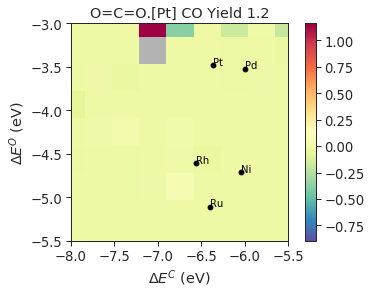 O=C=O.[Pt] CO Yield 1.2
−3.0
−3.5
−4.0
−4.5
−5.0
−5.5
ΔE^O (eV)
Pt
Pd
Rh
Ni
Ru
−8.0 −7.5 −7.0 −6.5 −6.0 −5.5
ΔE^C (eV)
1.00
0.75
0.50
0.25
0.00
−0.25
−0.50
−0.75